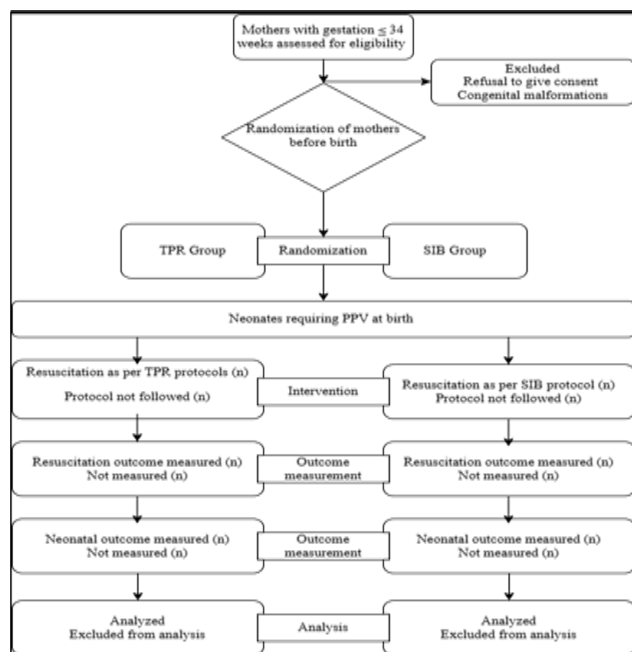 Mothers with gestation ≤ 34
weeks assessed for eligibility
Excluded
Refusal to give consent
Congenital malformations
Randomization of mothers
before birth
TPR Group
Randomization
SIB Group
Neonates requiring PPV at birth
Resuscitation as per TPR protocols (n)
Protocol not followed (n)
Intervention
Resuscitation as per SIB protocol (n)
Protocol not followed (n)
Resuscitation outcome measured (n)
Not measured (n)
Outcome
measurement
Resuscitation outcome measured (n)
Not measured (n)
Neonatal outcome measured (n)
Not measured (n)
Outcome
measurement
Neonatal outcome measured (n)
Not measured (n)
Analyzed
Excluded from analysis
Analysis
Analyzed
Excluded from analysis